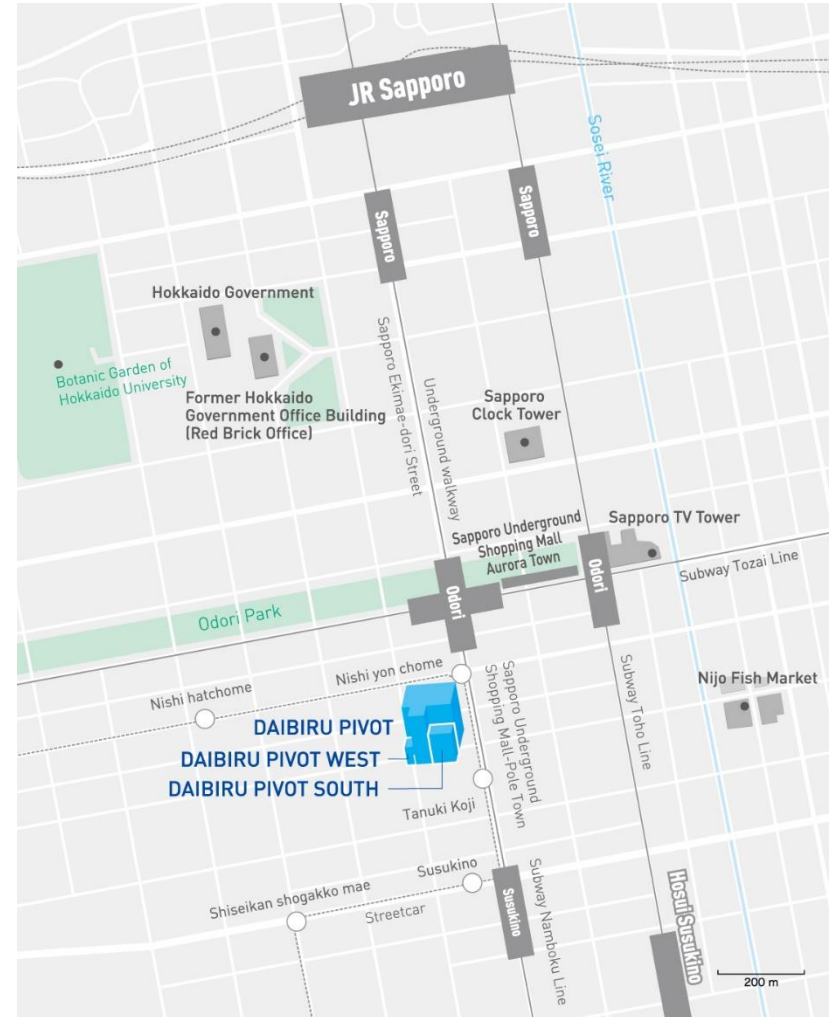 JR Sapporo
Sosei River
Sapporo
Sapporo
Hokkaido Government
Botanic Garden of
Hokkaido University
Former Hokkaido
Government Office Building
(Red Brick Office)
Sapporo Ekimae-dori Street
Underground walkway
Sapporo
Clock Tower
Sapporo Underground
Shopping Mall
Aurora Town
Sapporo TV Tower
Odori
Odori
Subway Tozai Line
Odori Park
Nishi yon chome
Nishi hatchome
Sapporo Underground
Shopping Mall-Pole Town
Subway Toho Line
Nijo Fish Market
DAIBIRU PIVOT
DAIBIRU PIVOT WEST
DAIBIRU PIVOT SOUTH
Tanuki Koji
Susukino
Shiseikan shogakko mae
Streetcar
Susukino
Subway Namboku Line
Hosui Susukino
200 m